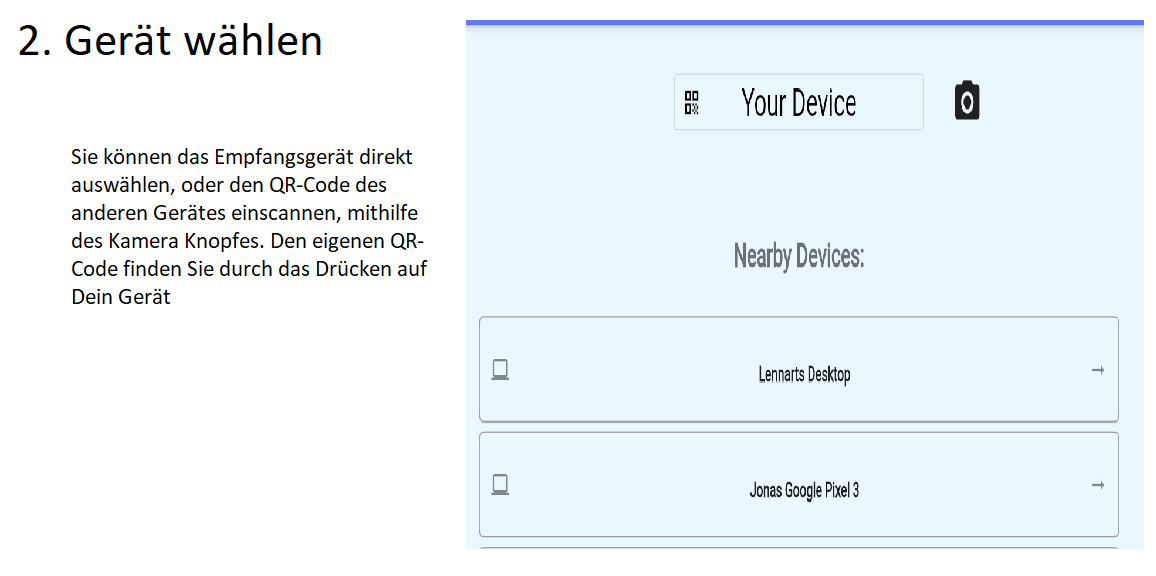 2. Gerät wählen
Sie können das Empfangsgerät direkt
auswählen, oder den QR-Code des
anderen Gerätes einscannen, mithilfe
des Kamera Knopfes. Den eigenen QR-
Code finden Sie durch das Drücken auf
Dein Gerät
Your Device
Nearby Devices:
Lennarts Desktop
Jonas Google Pixel 3